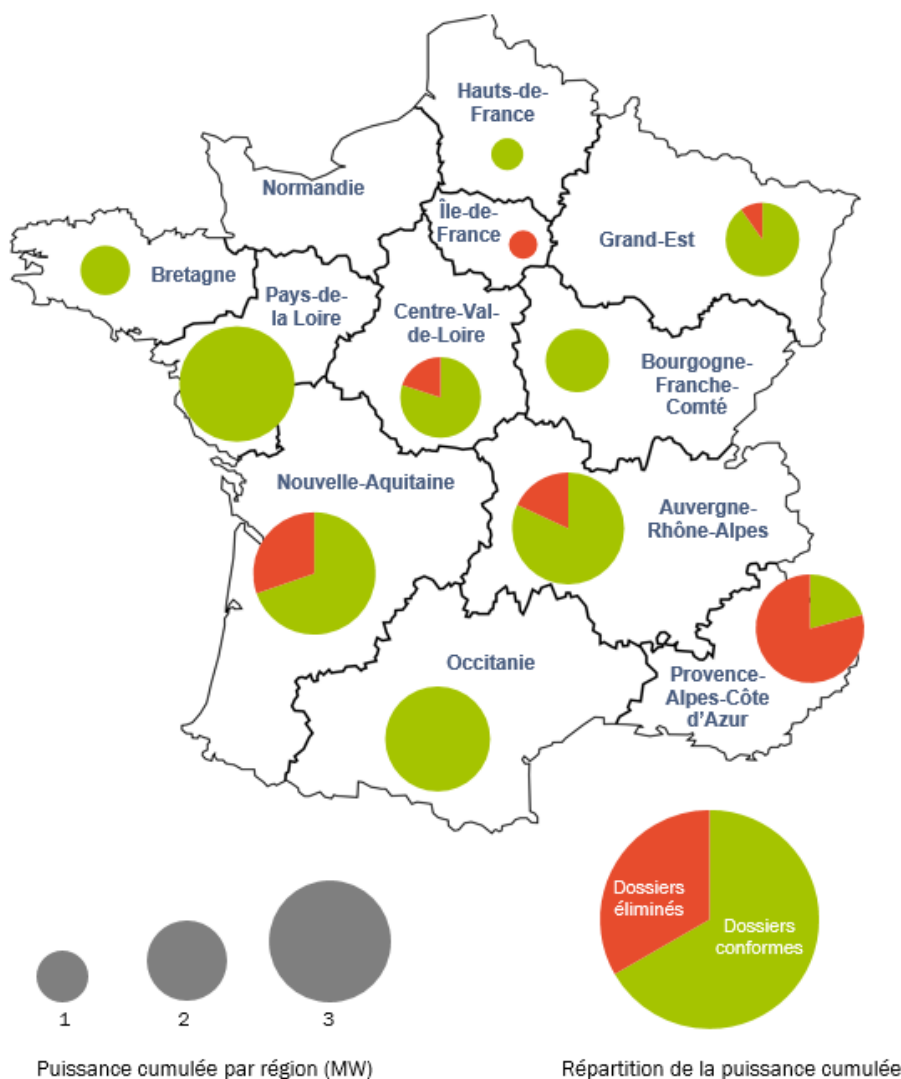 Hauts-de-
France
Normandie
Île-de-
France
Grand-Est
Bretagne
Pays-de-
la Loire
Centre-Val-
de-Loire
Bourgogne-
Franche-
Comté
Nouvelle-Aquitaine
Auvergne-
Rhône-Alpes
Occitanie
Provence-
Alpes-Côte
d'Azur
Dossiers
éliminés
Dossiers
conformes
1 2 3
Puissance cumulée par région (MW)
Répartition de la puissance cumulée